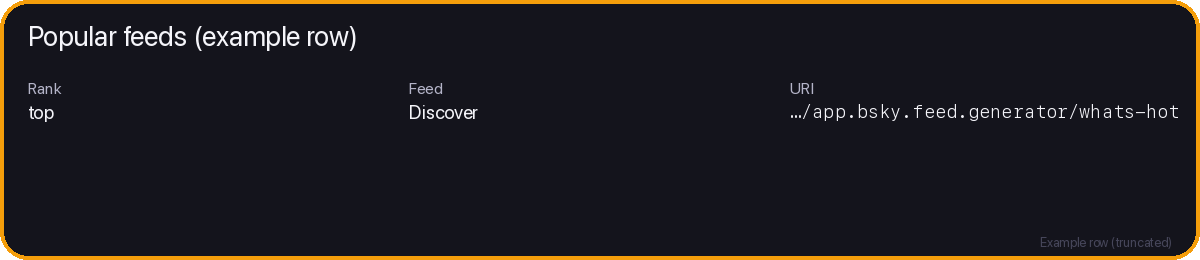 Popular feeds (example row)
Rank Feed URI
top Discover …/app.bsky.feed.generator/whats-hot
Example row (truncated)